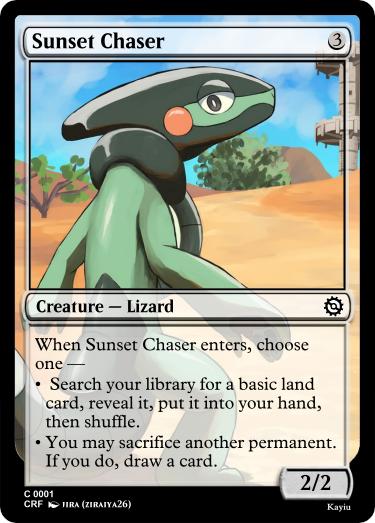 Sunset Chaser 3
Creature — Lizard
When Sunset Chaser enters, choose
one —
• Search your library for a basic land
card, reveal it, put it into your hand,
then shuffle.
• You may sacrifice another permanent.
If you do, draw a card.
2/2
C 0001
CRF JIRA (ZIRAIYA26)
Kayiu